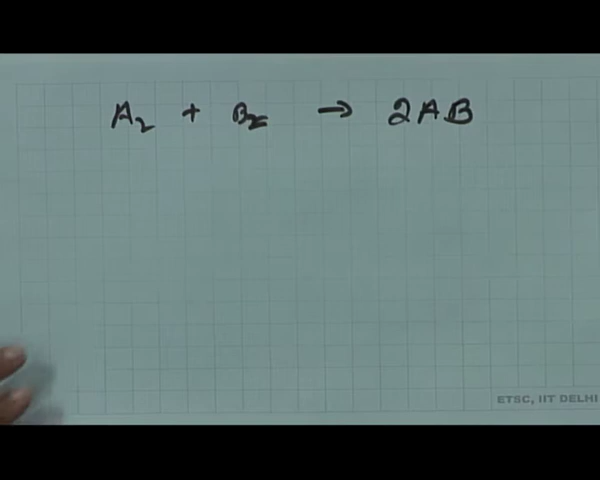 A₂ + B₂ → 2AB
ETSC, IIT DELHI